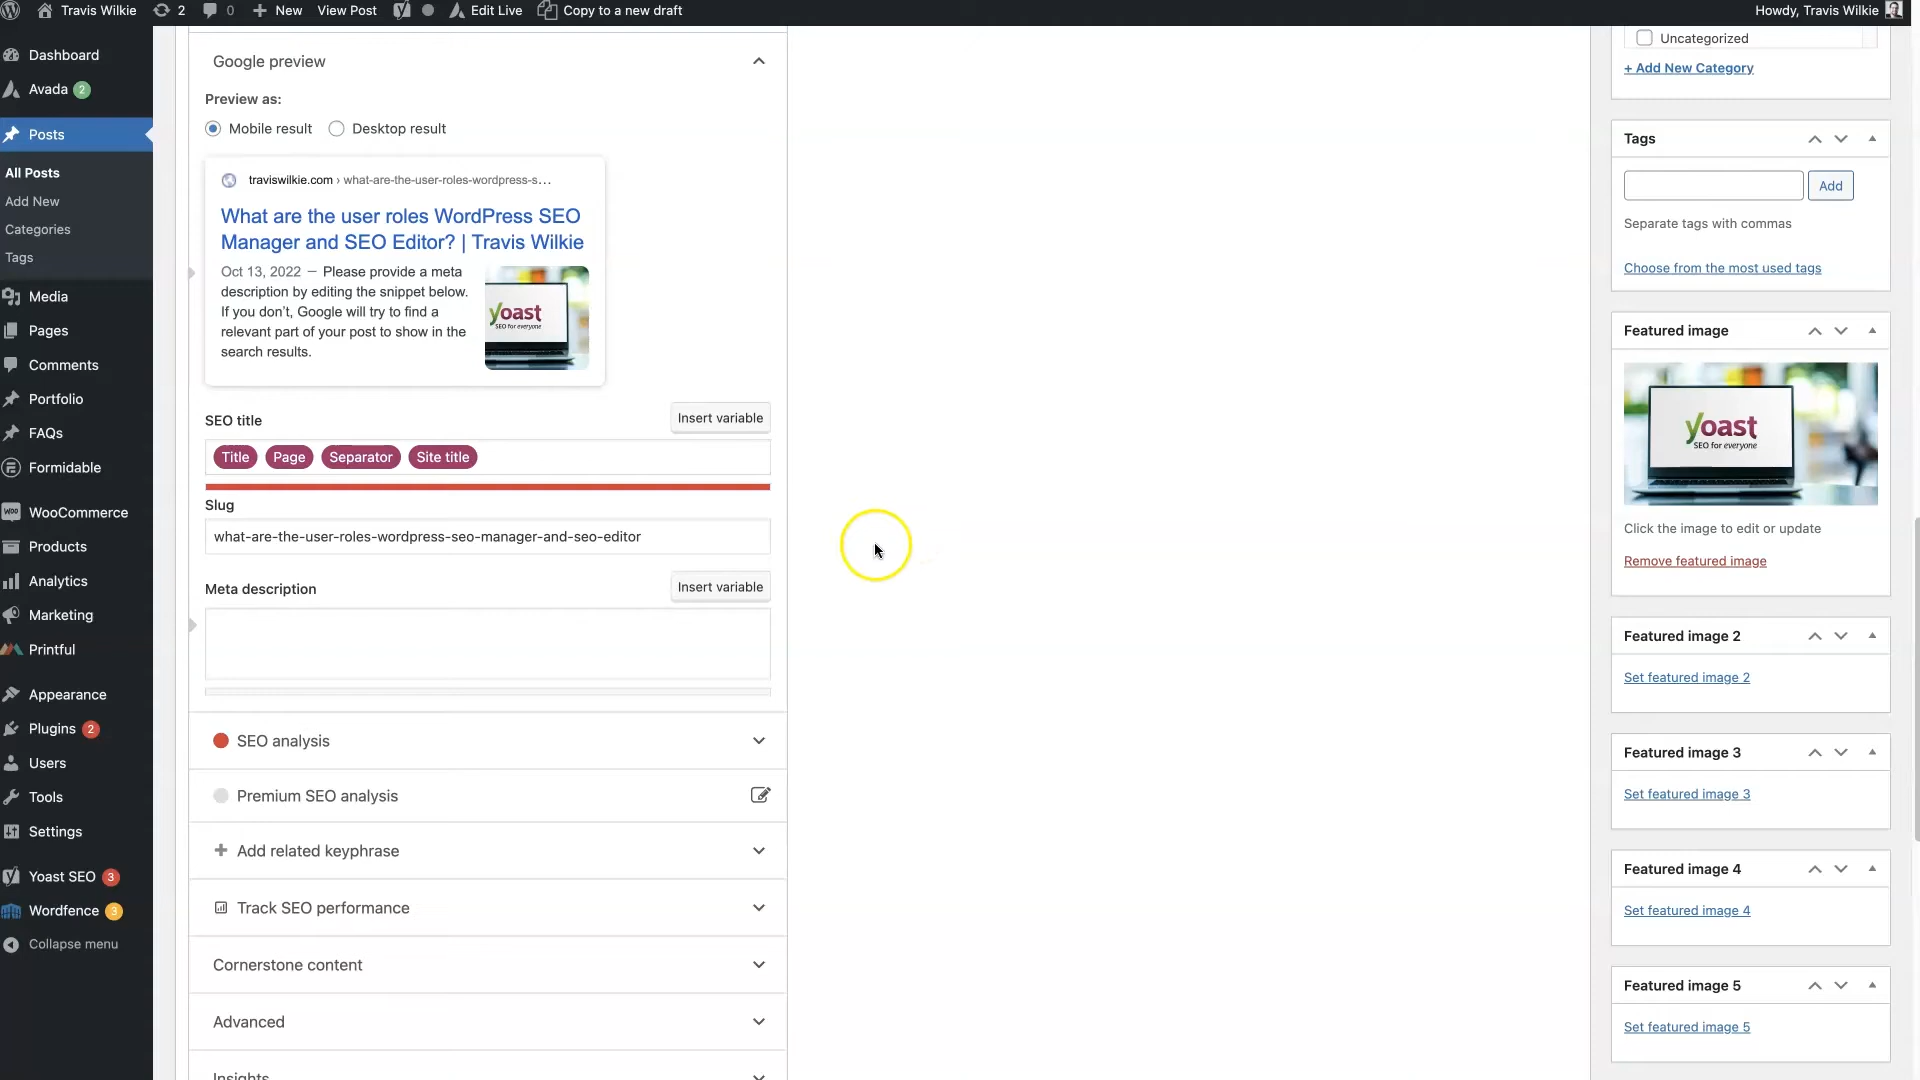 Travis Wilkie
2
0
New
View Post
Edit Live
Copy to a new draft
Howdy, Travis Wilkie
Dashboard
Avada 2
Posts
All Posts
Add New
Categories
Tags
Media
Pages
Comments
Portfolio
FAQs
Formidable
WooCommerce
Products
Analytics
Marketing
Printful
Appearance
Plugins 2
Users
Tools
Settings
Yoast SEO 3
Wordfence 3
Collapse menu
Google preview
Preview as:
Mobile result
Desktop result
traviswilkie.com › what-are-the-user-roles-wordpress-s…
What are the user roles WordPress SEO
Manager and SEO Editor? | Travis Wilkie
Oct 13, 2022 — Please provide a meta
description by editing the snippet below.
If you don't, Google will try to find a
relevant part of your post to show in the
search results.
yoast
SEO for everyone
SEO title
Insert variable
Title Page Separator Site title
Slug
what-are-the-user-roles-wordpress-seo-manager-and-seo-editor
Meta description
Insert variable
SEO analysis
Premium SEO analysis
Add related keyphrase
Track SEO performance
Cornerstone content
Advanced
Insights
Uncategorized
+ Add New Category
Tags
Add
Separate tags with commas
Choose from the most used tags
Featured image
yoast
SEO for everyone
Click the image to edit or update
Remove featured image
Featured image 2
Set featured image 2
Featured image 3
Set featured image 3
Featured image 4
Set featured image 4
Featured image 5
Set featured image 5